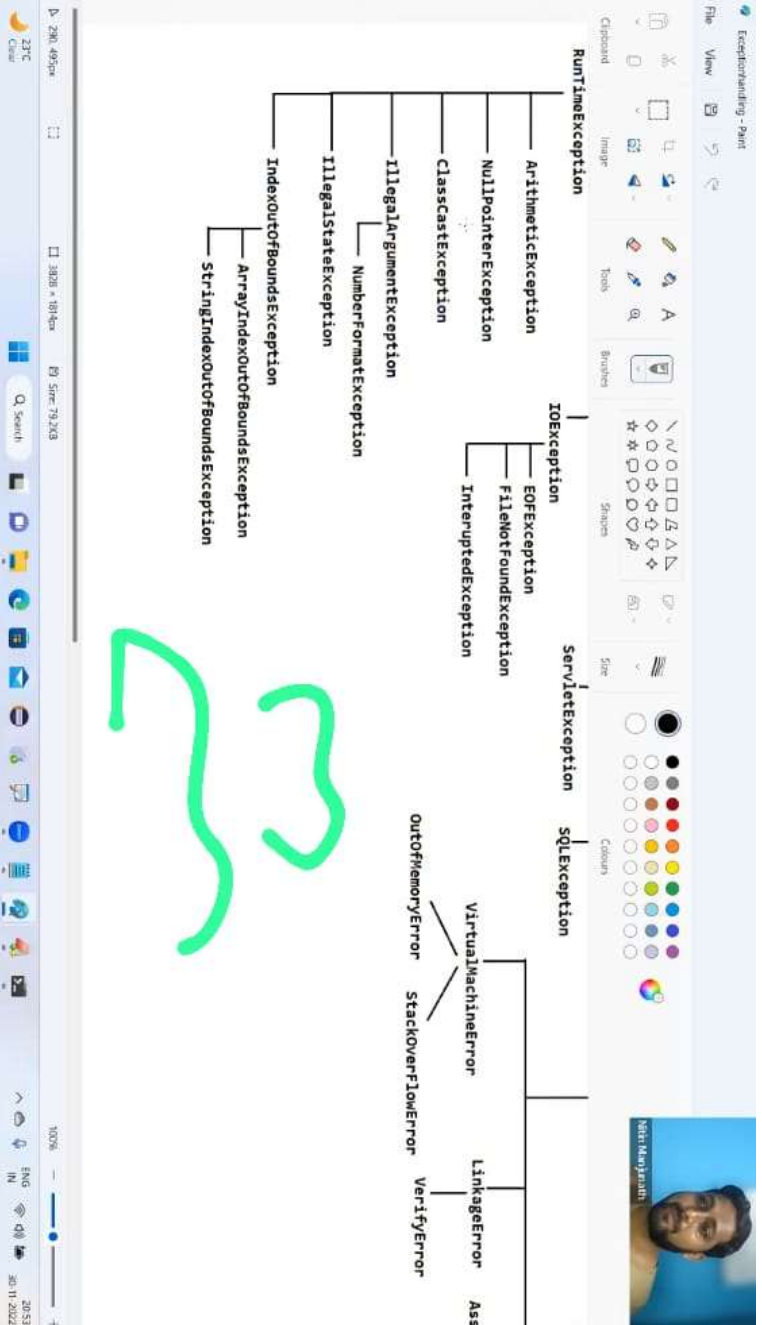 Exceptionhandling - Paint
File View
Clipboard
Image
Tools
Brushes
Shapes
Size
Colours
RunTimeException
ArithmeticException
NullPointerException
ClassCastException
IllegalArgumentException
NumberFormatException
IllegalStateException
IndexOutOfBoundsException
ArrayIndexOutOfBoundsException
StringIndexOutOfBoundsException
IOException
EOFException
FileNotFoundException
InteruptedException
ServletException
SQLException
VirtualMachineError
OutOfMemoryError
StackOverFlowError
LinkageError
VerifyError
Ass
Nitin Manjunath
290, 495px
3828 × 1814px
Size: 79.2KB
100%
23°C
Clear
Search
ENG
IN
20:53
30-11-2022